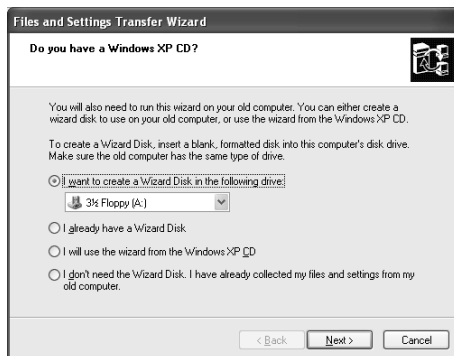 Files and Settings Transfer Wizard
Do you have a Windows XP CD?
You will also need to run this wizard on your old computer. You can either create a
wizard disk to use on your old computer, or use the wizard from the Windows XP CD.
To create a Wizard Disk, insert a blank, formatted disk into this computer's disk drive.
Make sure the old computer has the same type of drive.
I want to create a Wizard Disk in the following drive:
3½ Floppy (A:)
I already have a Wizard Disk
I will use the wizard from the Windows XP CD
I don't need the Wizard Disk. I have already collected my files and settings from my
old computer.
< Back Next > Cancel